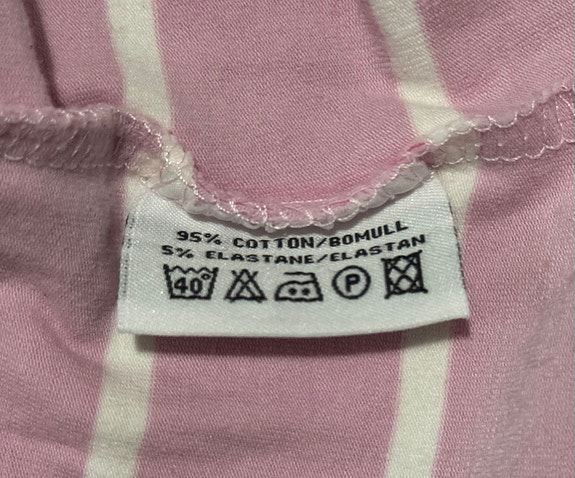 95% COTTON/BOMULL
5% ELASTANE/ELASTAN
40° P